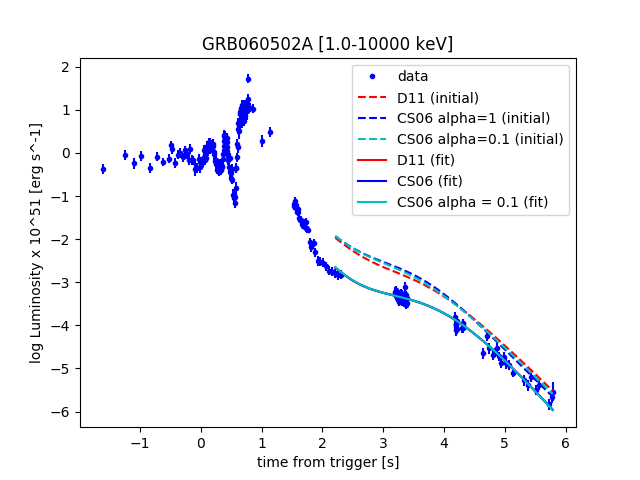 GRB060502A [1.0-10000 keV]
data
D11 (initial)
CS06 alpha=1 (initial)
CS06 alpha=0.1 (initial)
D11 (fit)
CS06 (fit)
CS06 alpha = 0.1 (fit)
log Luminosity x 10^51 [erg s^-1]
2
1
0
−1
−2
−3
−4
−5
−6
−1 0 1 2 3 4 5 6
time from trigger [s]